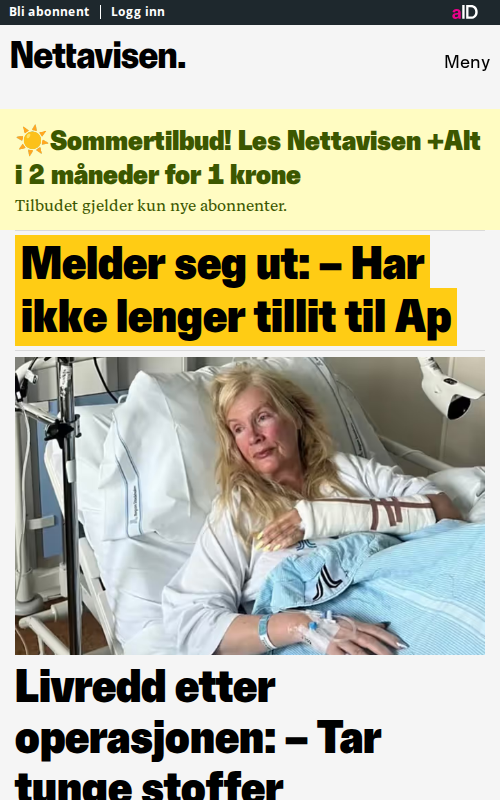 Bli abonnent | Logg inn
aID
Nettavisen.
Meny
☀️Sommertilbud! Les Nettavisen +Alt
i 2 måneder for 1 krone
Tilbudet gjelder kun nye abonnenter.
Melder seg ut: – Har
ikke lenger tillit til Ap
Livredd etter
operasjonen: – Tar
tunge stoffer